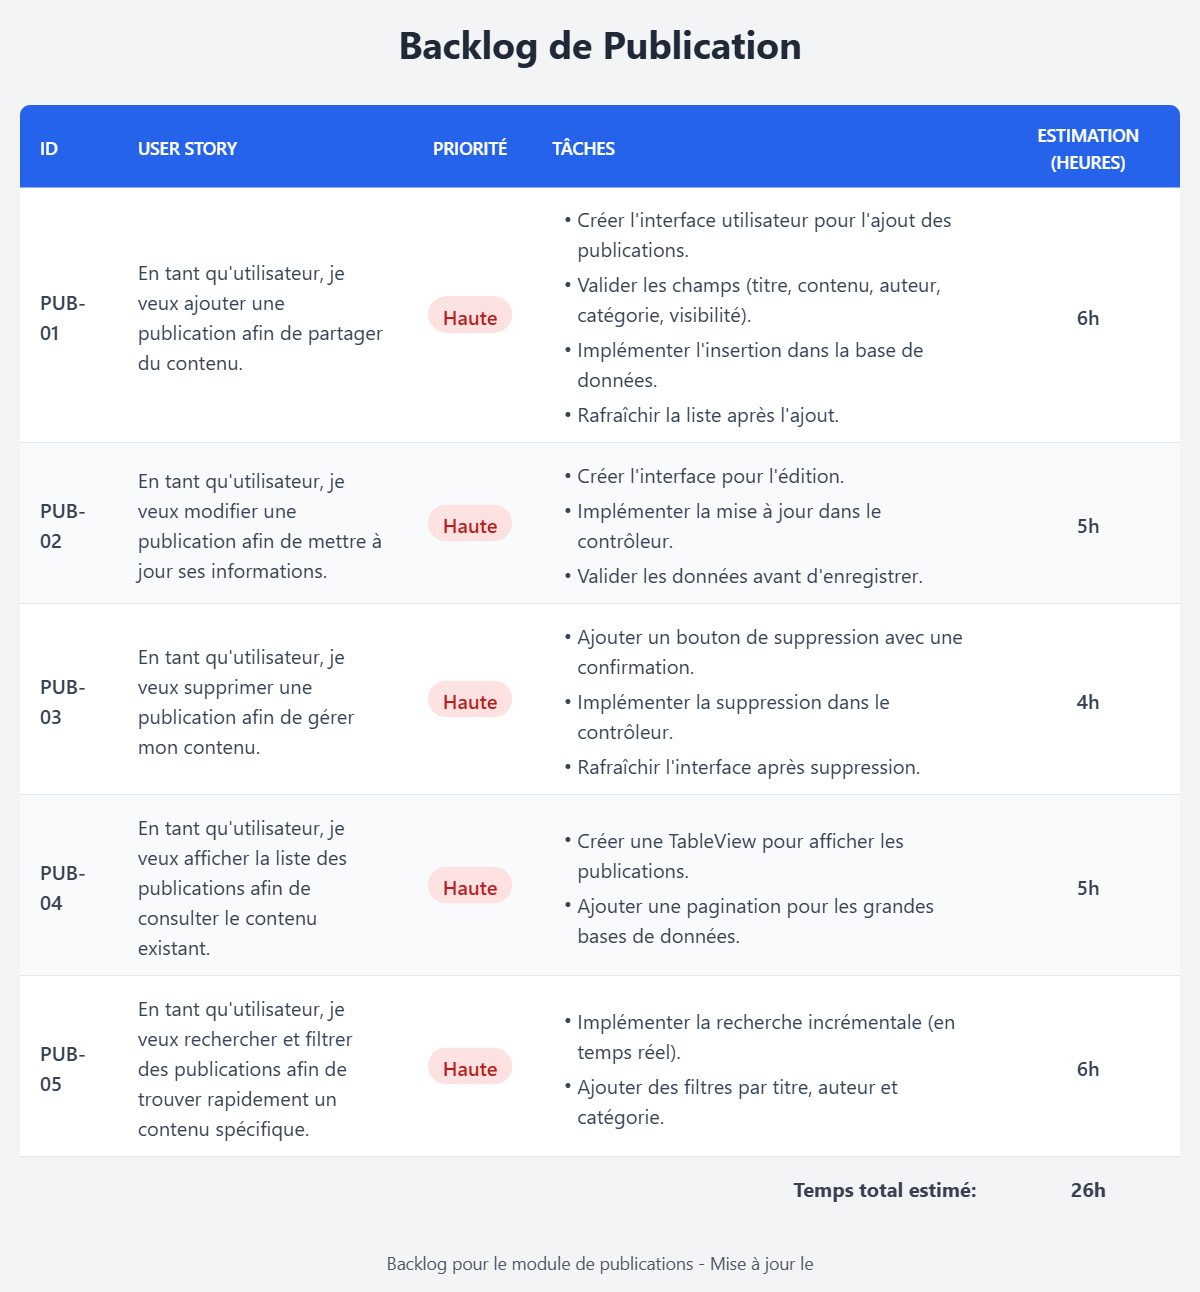 Backlog de Publication
ID
USER STORY
PRIORITÉ
TÂCHES
ESTIMATION
(HEURES)
PUB-
01
En tant qu'utilisateur, je
veux ajouter une
publication afin de partager
du contenu.
Haute
• Créer l'interface utilisateur pour l'ajout des
publications.
• Valider les champs (titre, contenu, auteur,
catégorie, visibilité).
• Implémenter l'insertion dans la base de
données.
• Rafraîchir la liste après l'ajout.
6h
PUB-
02
En tant qu'utilisateur, je
veux modifier une
publication afin de mettre à
jour ses informations.
Haute
• Créer l'interface pour l'édition.
• Implémenter la mise à jour dans le
contrôleur.
• Valider les données avant d'enregistrer.
5h
PUB-
03
En tant qu'utilisateur, je
veux supprimer une
publication afin de gérer
mon contenu.
Haute
• Ajouter un bouton de suppression avec une
confirmation.
• Implémenter la suppression dans le
contrôleur.
• Rafraîchir l'interface après suppression.
4h
PUB-
04
En tant qu'utilisateur, je
veux afficher la liste des
publications afin de
consulter le contenu
existant.
Haute
• Créer une TableView pour afficher les
publications.
• Ajouter une pagination pour les grandes
bases de données.
5h
PUB-
05
En tant qu'utilisateur, je
veux rechercher et filtrer
des publications afin de
trouver rapidement un
contenu spécifique.
Haute
• Implémenter la recherche incrémentale (en
temps réel).
• Ajouter des filtres par titre, auteur et
catégorie.
6h
Temps total estimé:
26h
Backlog pour le module de publications - Mise à jour le